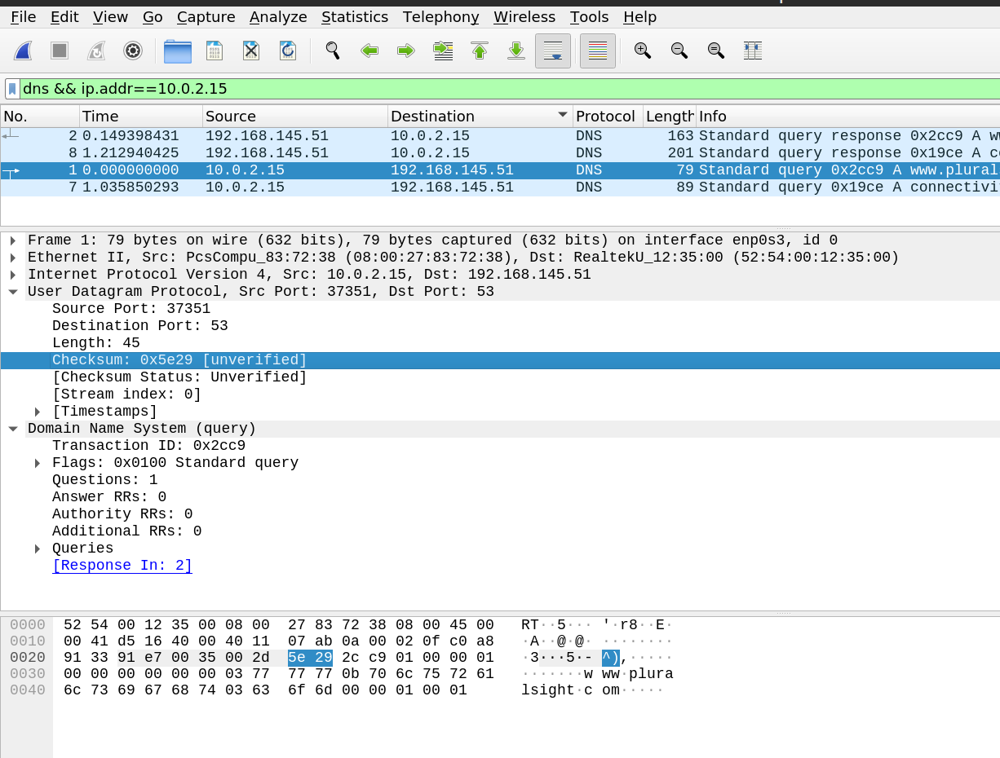 File Edit View Go Capture Analyze Statistics Telephony Wireless Tools Help
dns && ip.addr==10.0.2.15
No. Time Source Destination Protocol Length Info
2 0.149398431 192.168.145.51 10.0.2.15 DNS 163 Standard query response 0x2cc9 A
8 1.212940425 192.168.145.51 10.0.2.15 DNS 201 Standard query response 0x19ce A
1 0.000000000 10.0.2.15 192.168.145.51 DNS 79 Standard query 0x2cc9 A www.plural
7 1.035850293 10.0.2.15 192.168.145.51 DNS 89 Standard query 0x19ce A connectivi
Frame 1: 79 bytes on wire (632 bits), 79 bytes captured (632 bits) on interface enp0s3, id 0
Ethernet II, Src: PcsCompu_83:72:38 (08:00:27:83:72:38), Dst: RealtekU_12:35:00 (52:54:00:12:35:00)
Internet Protocol Version 4, Src: 10.0.2.15, Dst: 192.168.145.51
User Datagram Protocol, Src Port: 37351, Dst Port: 53
Source Port: 37351
Destination Port: 53
Length: 45
Checksum: 0x5e29 [unverified]
[Checksum Status: Unverified]
[Stream index: 0]
[Timestamps]
Domain Name System (query)
Transaction ID: 0x2cc9
Flags: 0x0100 Standard query
Questions: 1
Answer RRs: 0
Authority RRs: 0
Additional RRs: 0
Queries
[Response In: 2]
0000 52 54 00 12 35 00 08 00 27 83 72 38 08 00 45 00 RT··5··· '·r8··E·
0010 00 41 d5 16 40 00 40 11 07 ab 0a 00 02 0f c0 a8 ·A··@·@· ········
0020 91 33 91 e7 00 35 00 2d 5e 29 2c c9 01 00 00 01 ·3···5·- ^),·····
0030 00 00 00 00 00 00 03 77 77 77 0b 70 6c 75 72 61 ·······w ww·plura
0040 6c 73 69 67 68 74 03 63 6f 6d 00 00 01 00 01 lsight·c om·····